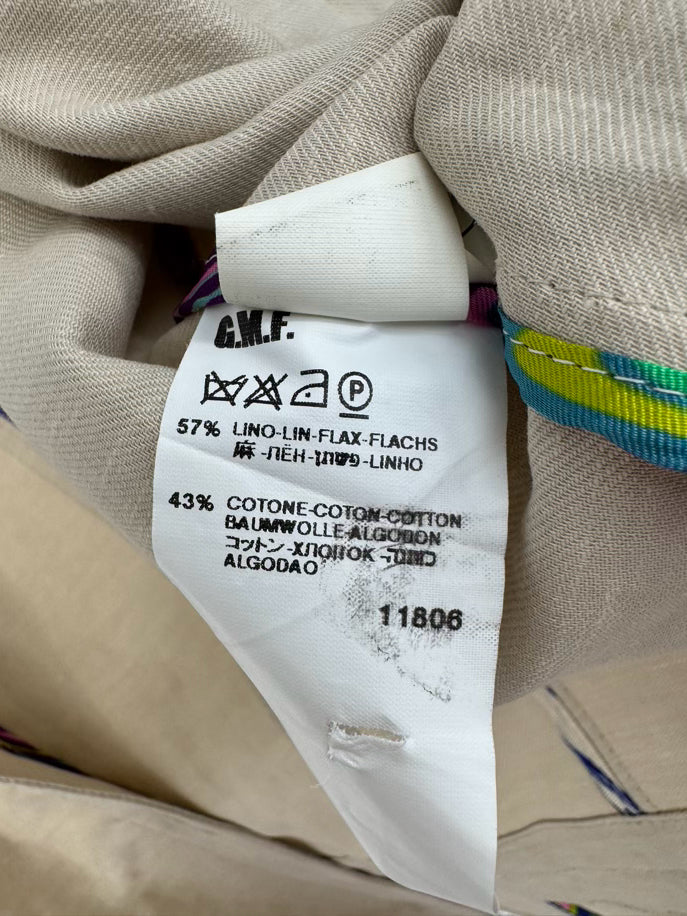 G.M.F.
P
57% LINO-LIN-FLAX-FLACHS
麻-ЛЁН-פשתן-LINHO
43% COTONE-COTON-COTTON
BAUMWOLLE-ALGODON
コットン-ХЛОПОК-כותנה
ALGODAO
11806